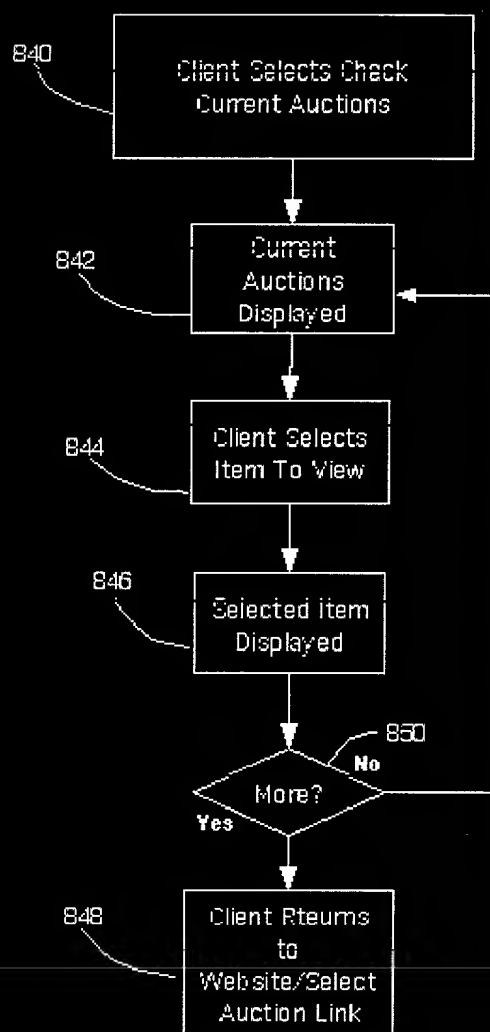 840
Client Selects Check
Current Auctions
842
Current
Auctions
Displayed
844
Client Selects
Item To View
846
Selected item
Displayed
850
No
More?
Yes
848
Client Rteurns
to
Website/Select
Auction Link